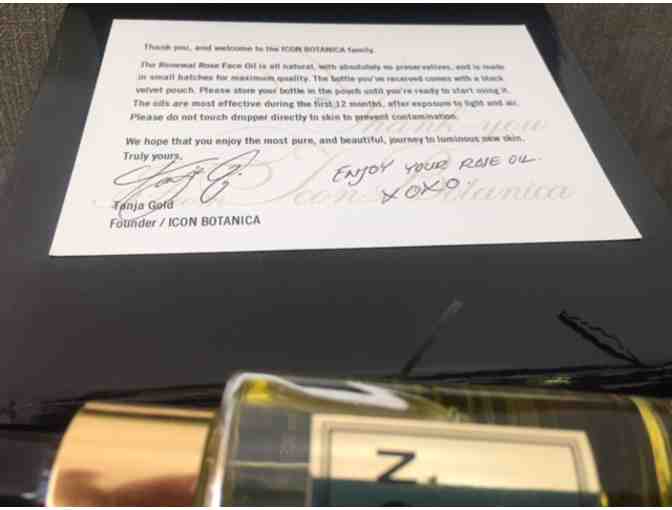 Thank you, and welcome to the ICON BOTANICA family.
The Renewal Rose Face Oil is all natural, with absolutely no preservatives, and is made
in small batches for maximum quality. The bottle you've received comes with a black
velvet pouch. Please store your bottle in the pouch until you're ready to start using it.
The oils are most effective during the first 12 months, after exposure to light and air.
Please do not touch dropper directly to skin to prevent contamination.
Thank you
We hope that you enjoy the most pure, and beautiful, journey to luminous new skin.
Truly yours,
ENJOY YOUR ROSE OIL.
XOXO
Icon Botanica
Tanja Gold
Founder / ICON BOTANICA
N.